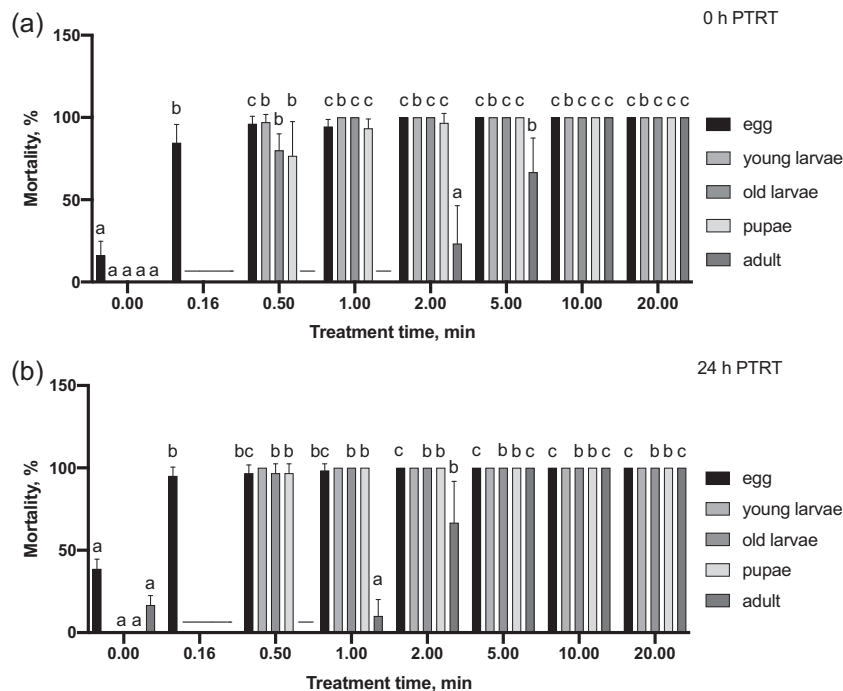 (a)
0 h PTRT
150
100
50
0
Mortality, %
a a a a a
b
c b b b
c b c c
c b c c a
c b c c b
c b c c c
c b c c c
0.00 0.16 0.50 1.00 2.00 5.00 10.00 20.00
Treatment time, min
egg
young larvae
old larvae
pupae
adult
(b)
24 h PTRT
150
100
50
0
Mortality, %
a a a a
b
bc b b
bc b b a
c b b b
c b b c
c b b c
c b b c
0.00 0.16 0.50 1.00 2.00 5.00 10.00 20.00
Treatment time, min
egg
young larvae
old larvae
pupae
adult